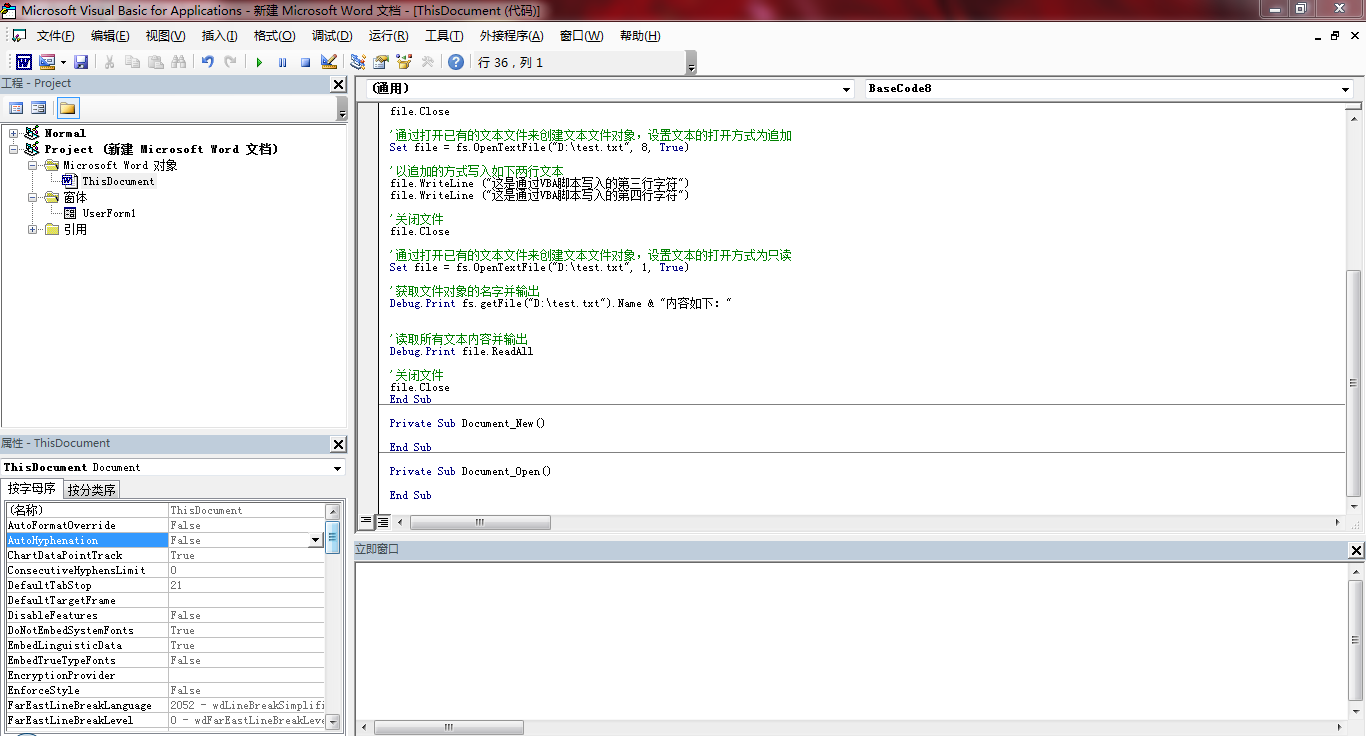 Microsoft Visual Basic for Applications - 新建 Microsoft Word 文档 - [ThisDocument (代码)]
文件(F) 编辑(E) 视图(V) 插入(I) 格式(O) 调试(D) 运行(R) 工具(T) 外接程序(A) 窗口(W) 帮助(H)
行 36，列 1
工程 - Project
Normal
Project (新建 Microsoft Word 文档)
Microsoft Word 对象
ThisDocument
窗体
UserForm1
引用
属性 - ThisDocument
ThisDocument Document
按字母序 按分类序
(名称) ThisDocument
AutoFormatOverride False
AutoHyphenation False
ChartDataPointTrack True
ConsecutiveHyphensLimit 0
DefaultTabStop 21
DefaultTargetFrame
DisableFeatures False
DoNotEmbedSystemFonts True
EmbedLinguisticData True
EmbedTrueTypeFonts False
EncryptionProvider
EnforceStyle False
FarEastLineBreakLanguage 2052 - wdLineBreakSimplifi
FarEastLineBreakLevel 0 - wdFarEastLineBreakLeve
(通用) BaseCode8
file.Close
'通过打开已有的文本文件来创建文本文件对象，设置文本的打开方式为追加
Set file = fs.OpenTextFile("D:\test.txt", 8, True)
'以追加的方式写入如下两行文本
file.WriteLine ("这是通过VBA脚本写入的第三行字符")
file.WriteLine ("这是通过VBA脚本写入的第四行字符")
'关闭文件
file.Close
'通过打开已有的文本文件来创建文本文件对象，设置文本的打开方式为只读
Set file = fs.OpenTextFile("D:\test.txt", 1, True)
'获取文件对象的名字并输出
Debug.Print fs.getFile("D:\test.txt").Name & "内容如下："
'读取所有文本内容并输出
Debug.Print file.ReadAll
'关闭文件
file.Close
End Sub
Private Sub Document_New()
End Sub
Private Sub Document_Open()
End Sub
立即窗口